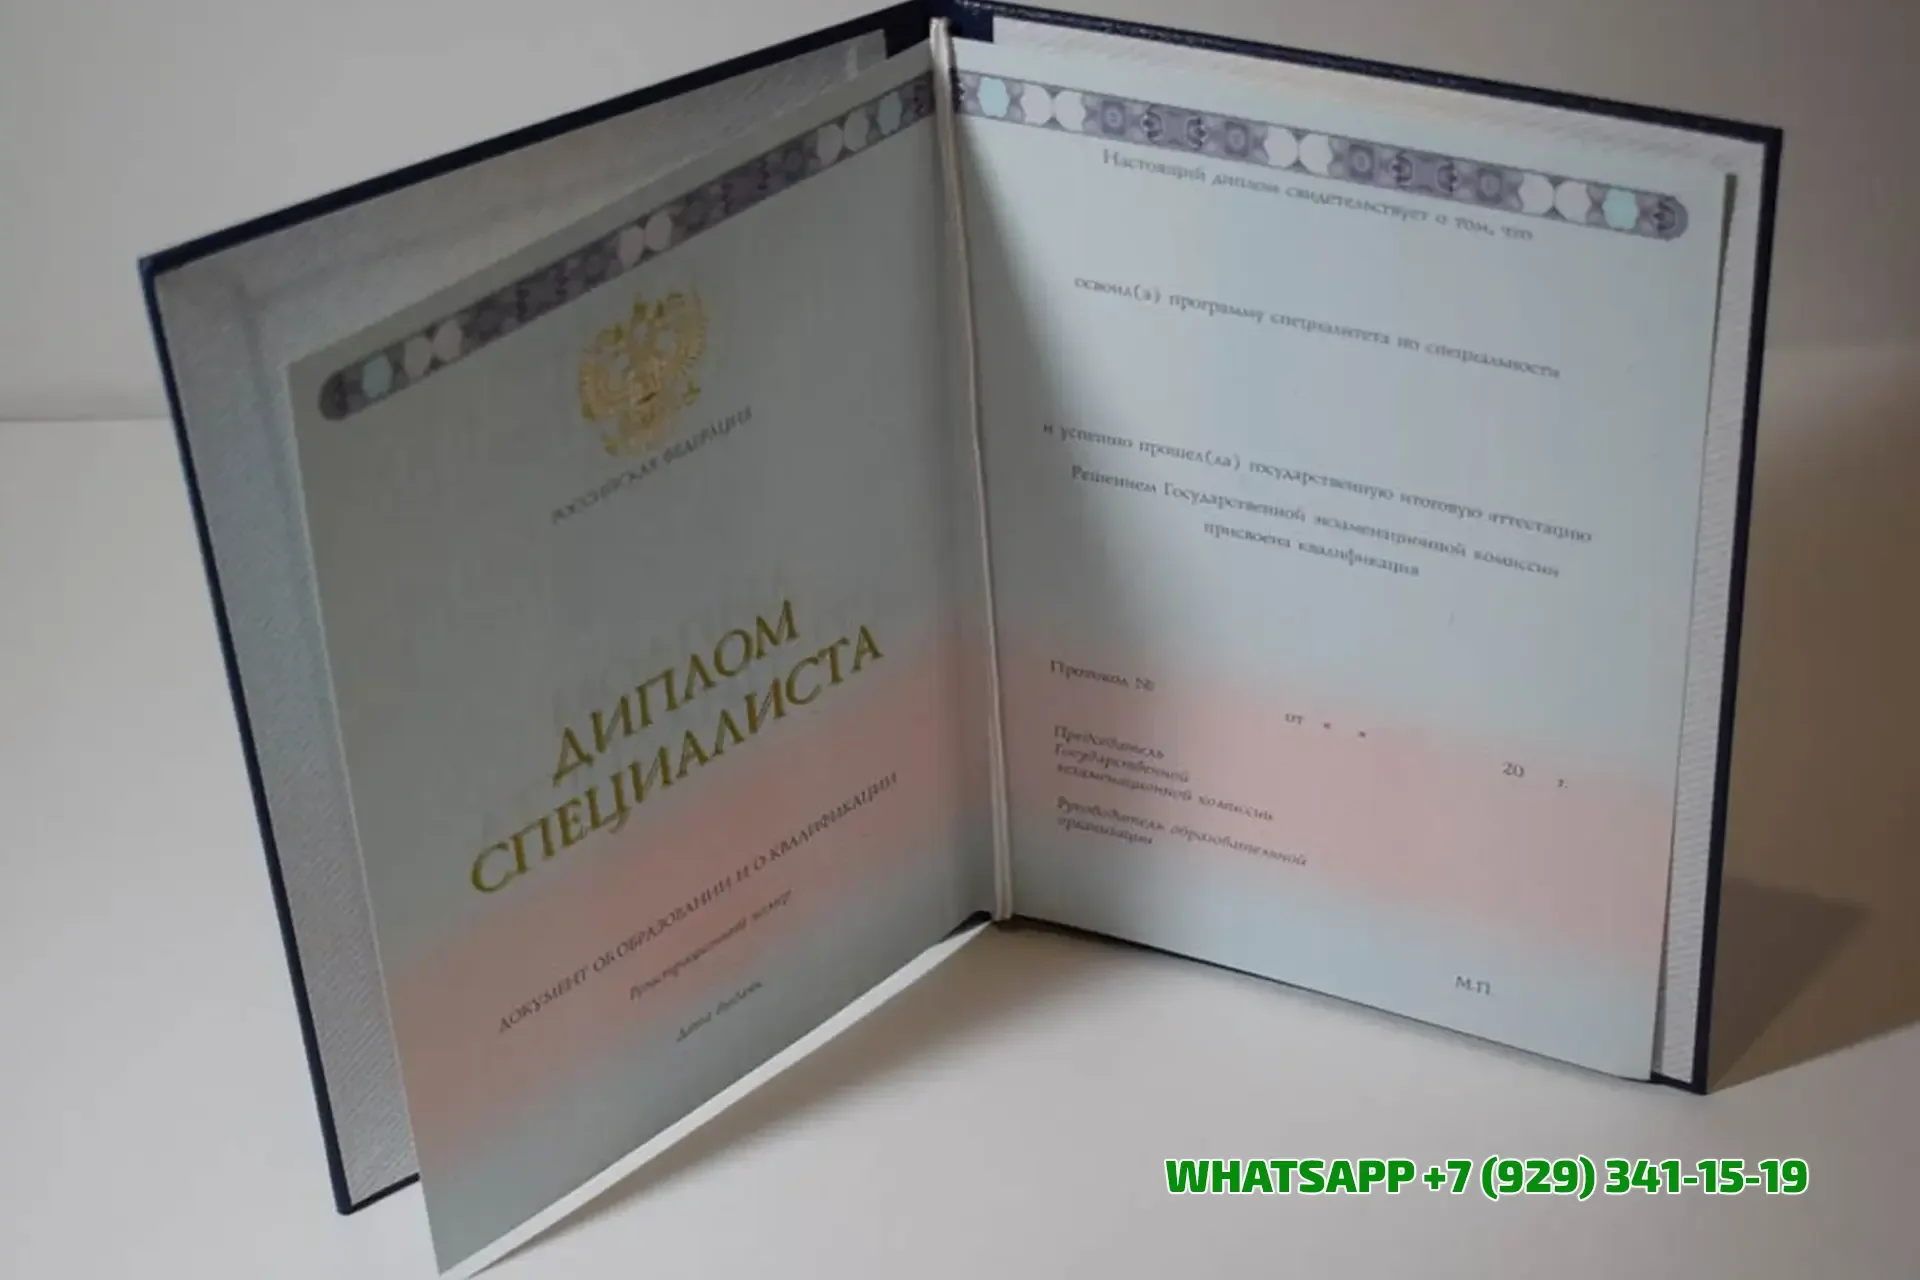 РОССИЙСКАЯ ФЕДЕРАЦИЯ
ДИПЛОМ
СПЕЦИАЛИСТА
ДОКУМЕНТ ОБ ОБРАЗОВАНИИ И О КВАЛИФИКАЦИИ
Регистрационный номер
Дата выдачи
Настоящий диплом свидетельствует о том, что
освоил(а) программу специалитета по специальности
и успешно прошел(ла) государственную итоговую аттестацию
Решением Государственной экзаменационной комиссии
присвоена квалификация
Протокол №
от « » 20 г.
Председатель
Государственной
экзаменационной комиссии
Руководитель образовательной
организации
М.П.
WHATSAPP +7 (929) 341-15-19